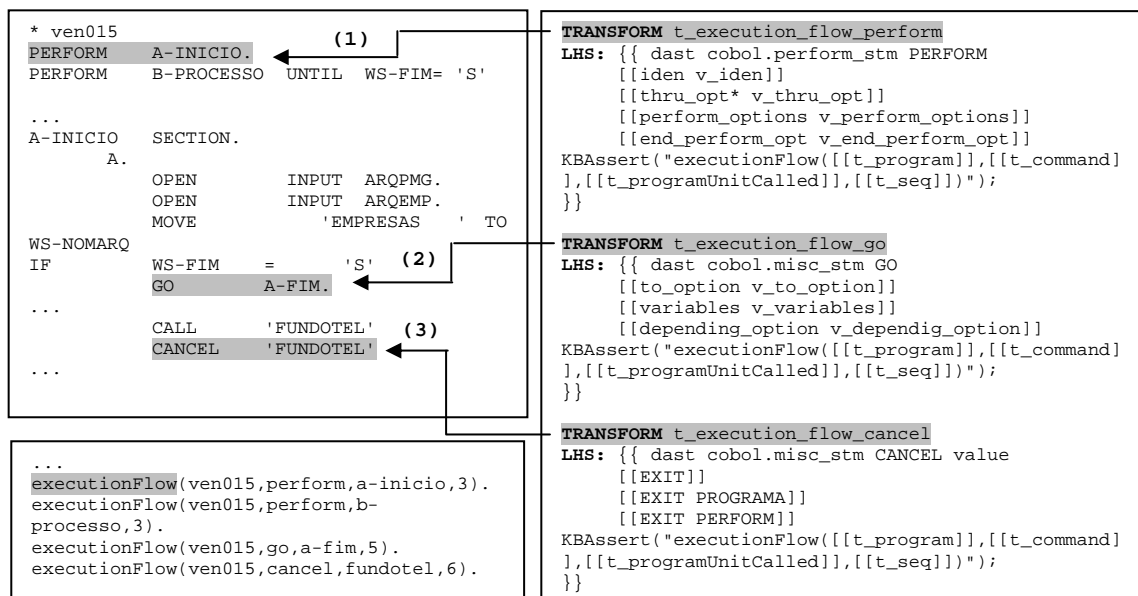 * ven015
PERFORM A-INICIO.
PERFORM B-PROCESSO UNTIL WS-FIM= 'S'
...
A-INICIO SECTION.
A.
OPEN INPUT ARQPMG.
OPEN INPUT ARQEMP.
MOVE 'EMPRESAS ' TO
WS-NOMARQ
IF WS-FIM = 'S'
GO A-FIM.
...
CALL 'FUNDOTEL'
CANCEL 'FUNDOTEL'
...
(1)
(2)
(3)
...
executionFlow(ven015,perform,a-inicio,3).
executionFlow(ven015,perform,b-
processo,3).
executionFlow(ven015,go,a-fim,5).
executionFlow(ven015,cancel,fundotel,6).
TRANSFORM t_execution_flow_perform
LHS: {{ dast cobol.perform_stm PERFORM
[[iden v_iden]]
[[thru_opt* v_thru_opt]]
[[perform_options v_perform_options]]
[[end_perform_opt v_end_perform_opt]]
KBAssert("executionFlow([[t_program]],[[t_command]
],[[t_programUnitCalled]],[[t_seq]])");
}}
TRANSFORM t_execution_flow_go
LHS: {{ dast cobol.misc_stm GO
[[to_option v_to_option]]
[[variables v_variables]]
[[depending_option v_dependig_option]]
KBAssert("executionFlow([[t_program]],[[t_command]
],[[t_programUnitCalled]],[[t_seq]])");
}}
TRANSFORM t_execution_flow_cancel
LHS: {{ dast cobol.misc_stm CANCEL value
[[EXIT]]
[[EXIT PROGRAMA]]
[[EXIT PERFORM]]
KBAssert("executionFlow([[t_program]],[[t_command]
],[[t_programUnitCalled]],[[t_seq]])");
}}